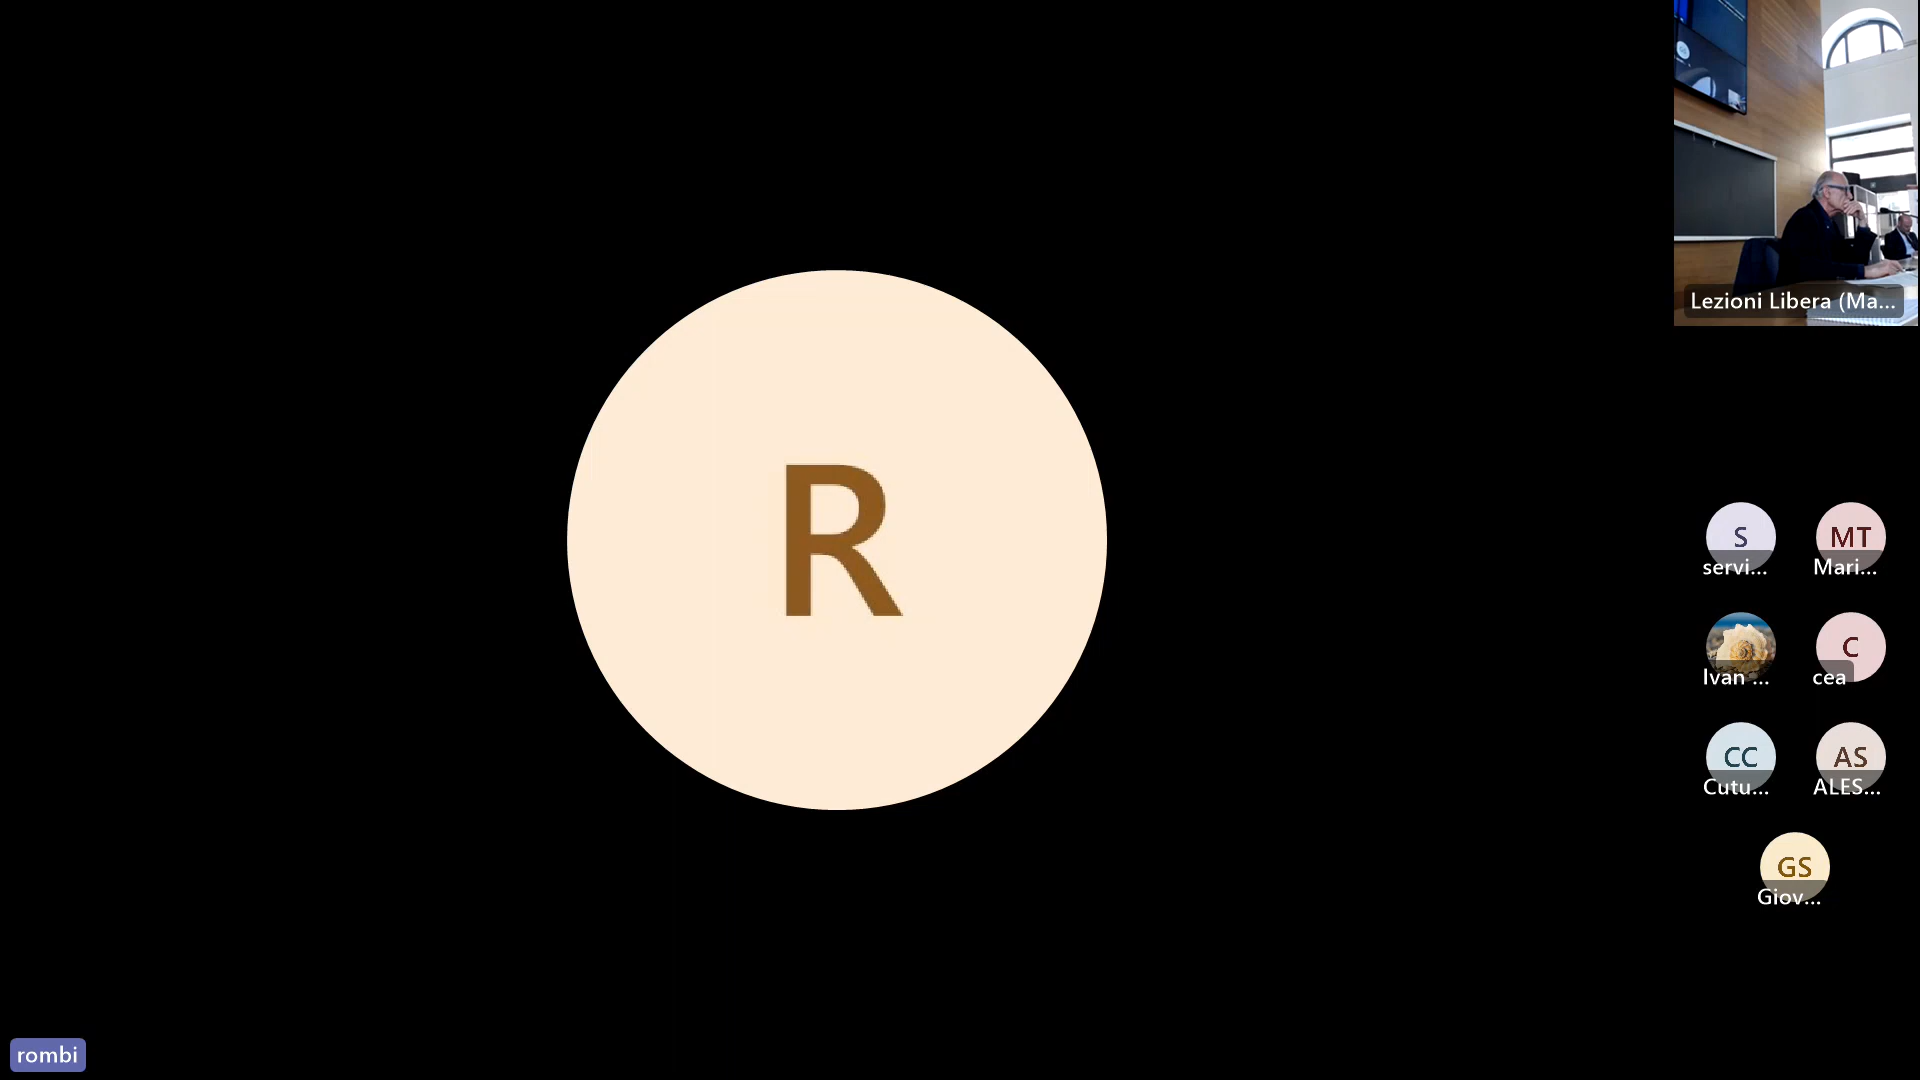 R
rombi
Lezioni Libera (Ma...
S
servi...
MT
Mari...
Ivan ...
C
cea
CC
Cutu...
AS
ALES...
GS
Giov...